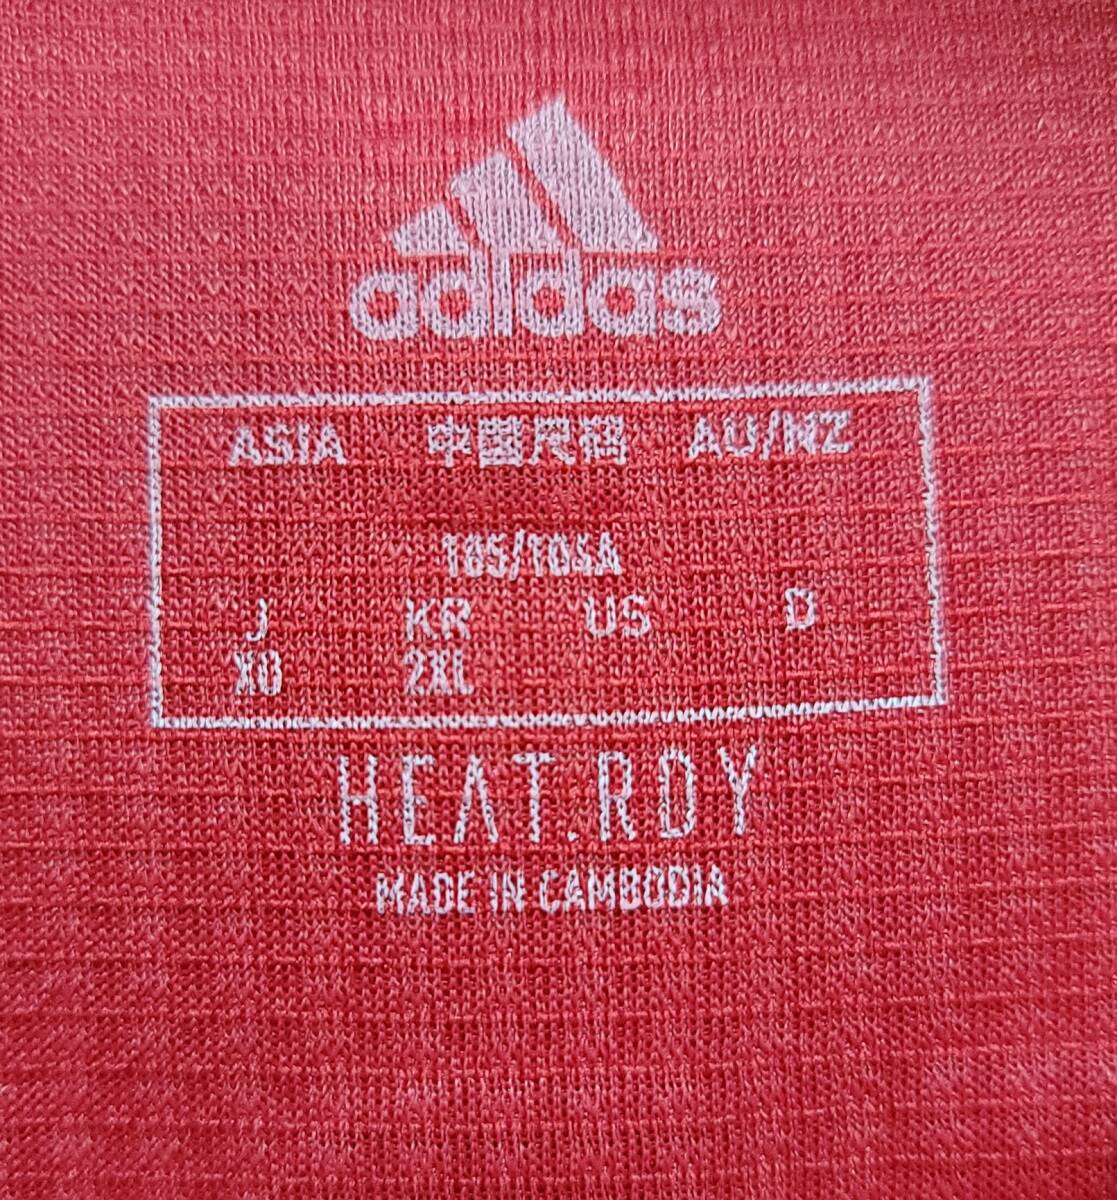 adidas
ASIA 中国尺码 AU/NZ
185/104A
J KR US D
XO 2XL
HEAT.RDY
MADE IN CAMBODIA